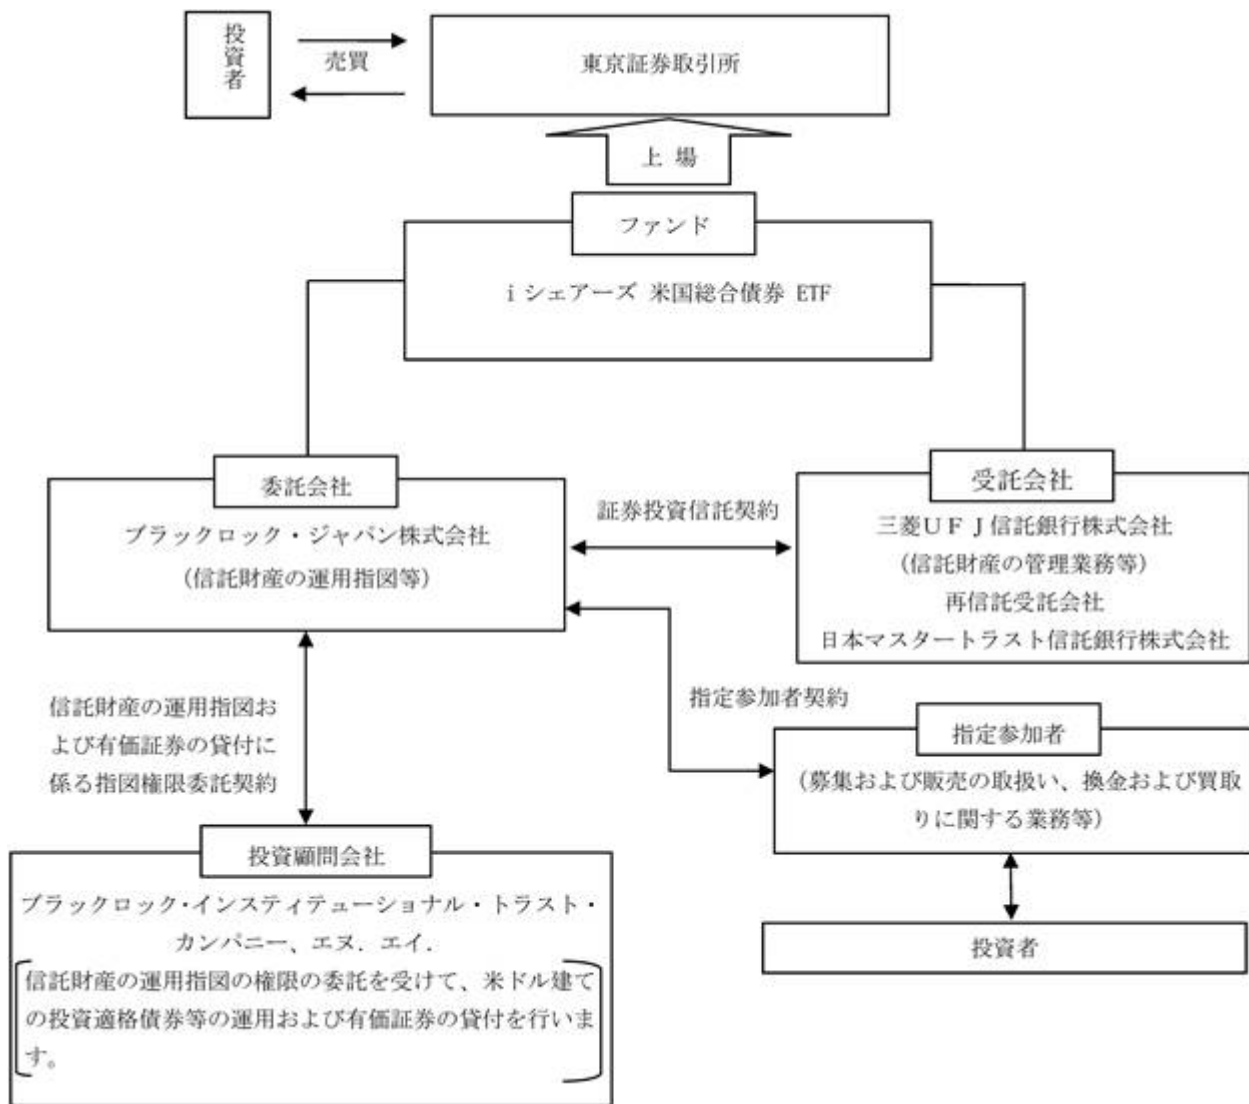 投資者
売買
東京証券取引所
上 場
ファンド
i シェアーズ 米国総合債券 ETF
委託会社
ブラックロック・ジャパン株式会社
(信託財産の運用指図等)
証券投資信託契約
受託会社
三菱UFJ信託銀行株式会社
(信託財産の管理業務等)
再信託受託会社
日本マスタートラスト信託銀行株式会社
信託財産の運用指図お
よび有価証券の貸付に
係る指図権限委託契約
指定参加者契約
指定参加者
(募集および販売の取扱い、換金および買取
りに関する業務等)
投資者
投資顧問会社
ブラックロック・インスティテューショナル・トラスト・
カンパニー、エヌ．エイ．
信託財産の運用指図の権限の委託を受けて、米ドル建て
の投資適格債券等の運用および有価証券の貸付を行いま
す。